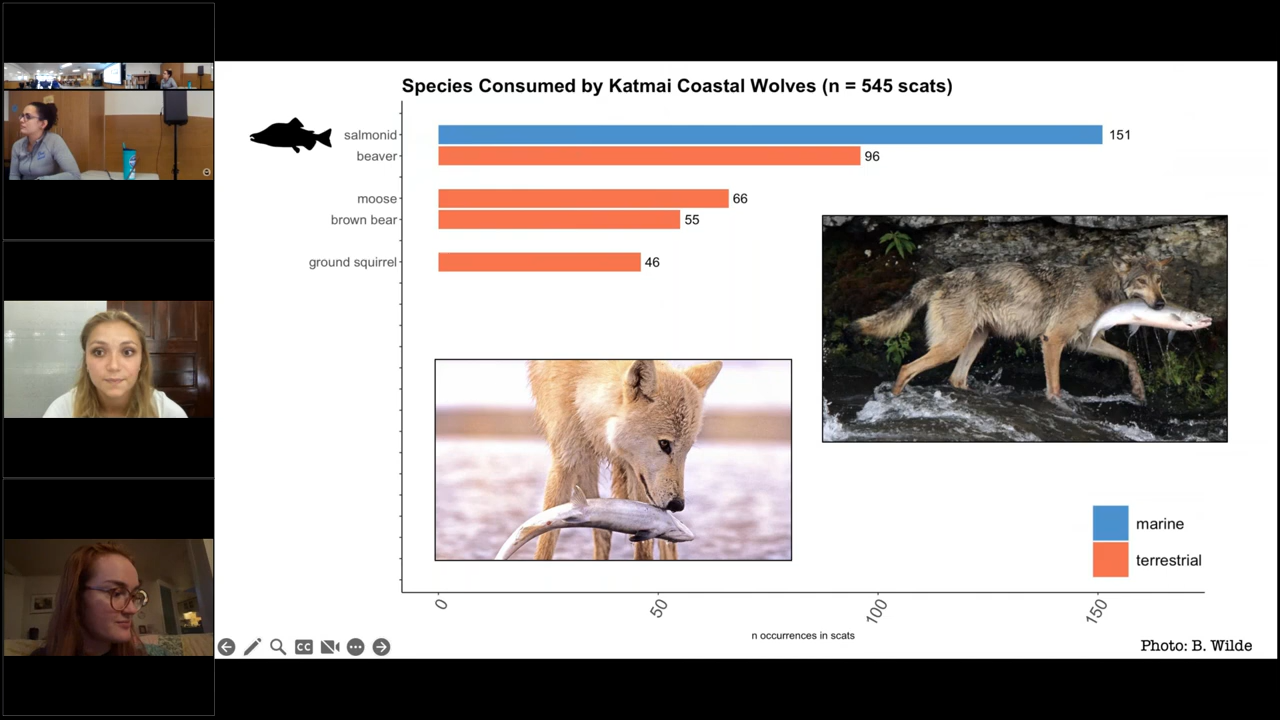 Species Consumed by Katmai Coastal Wolves (n = 545 scats)
salmonid 151
beaver 96
moose 66
brown bear 55
ground squirrel 46
marine
terrestrial
0 50 100 150
n occurrences in scats
Photo: B. Wilde
CC